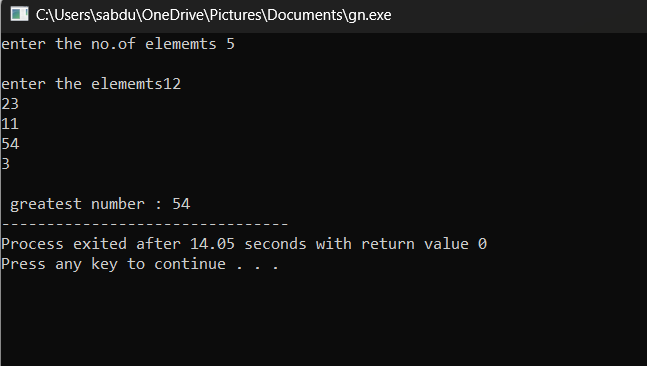 C:\Users\sabdu\OneDrive\Pictures\Documents\gn.exe
enter the no.of elememts 5
enter the elememts12
23
11
54
3
greatest number : 54
--------------------------------
Process exited after 14.05 seconds with return value 0
Press any key to continue . . .